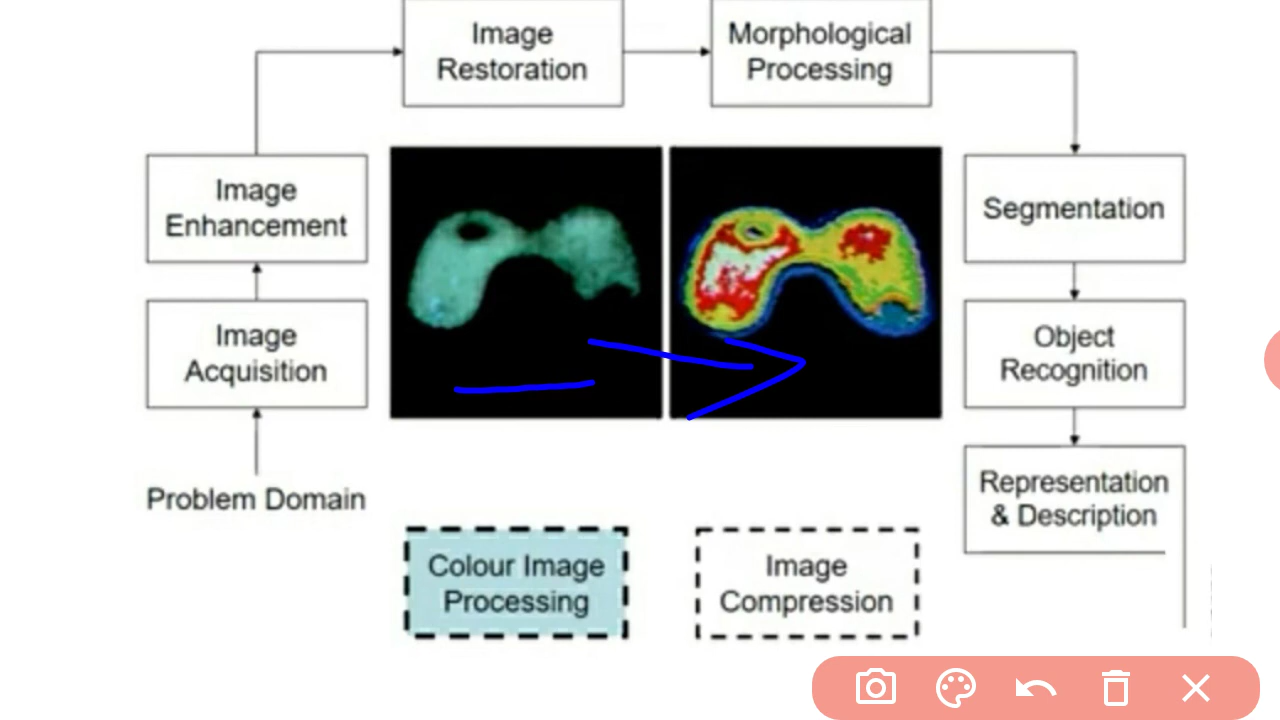 Image
Restoration
Morphological
Processing
Image
Enhancement
Segmentation
Image
Acquisition
Object
Recognition
Problem Domain
Representation
& Description
Colour Image
Processing
Image
Compression